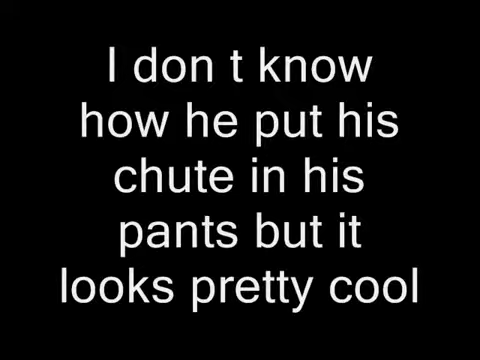 I don t know
how he put his
chute in his
pants but it
looks pretty cool